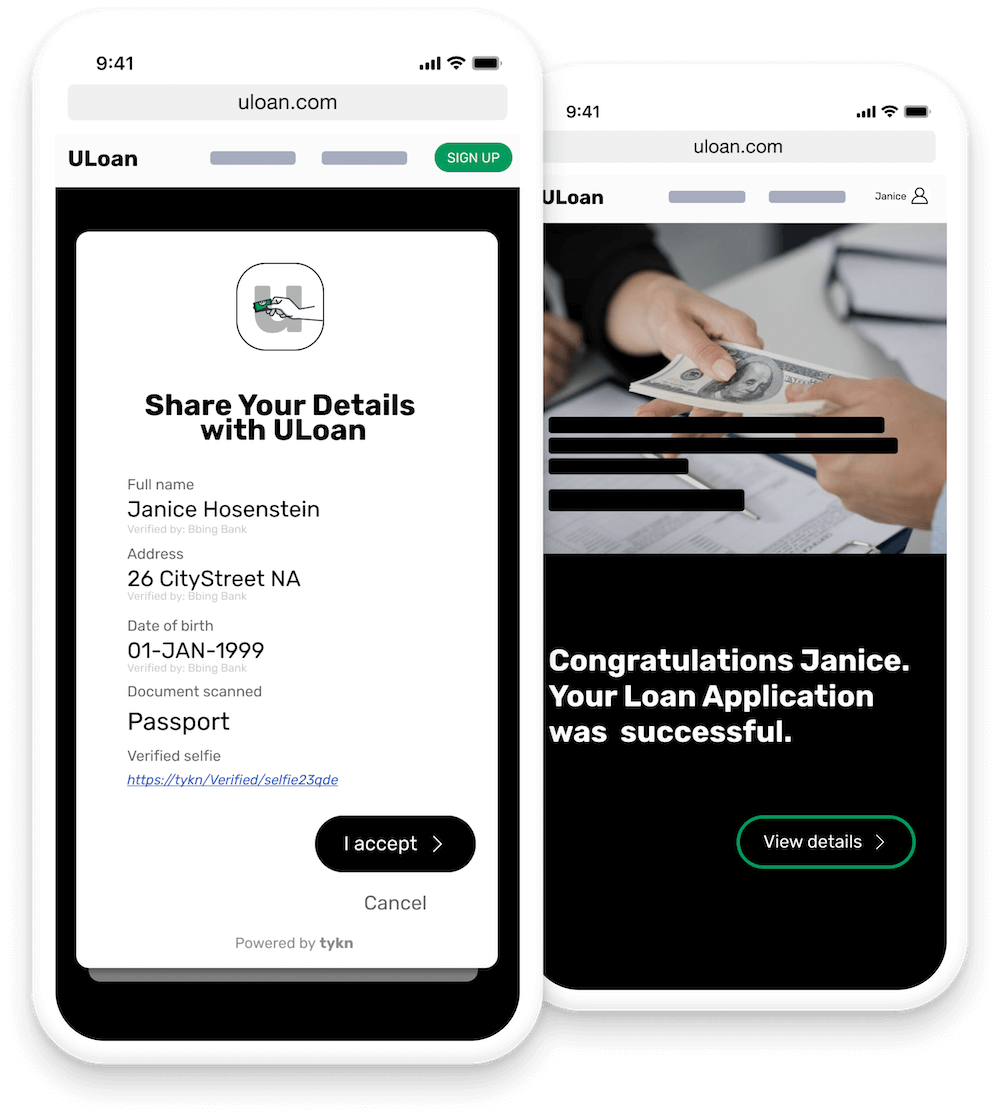 9:41
uloan.com
ULoan
SIGN UP
Share Your Details
with ULoan
Full name
Janice Hosenstein
Verified by: Bbing Bank
Address
26 CityStreet NA
Verified by: Bbing Bank
Date of birth
01-JAN-1999
Verified by: Bbing Bank
Document scanned
Passport
Verified selfie
https://tykn/Verified/selfie23qde
I accept
Cancel
Powered by tykn
9:41
uloan.com
ULoan
Janice
Congratulations Janice.
Your Loan Application
was successful.
View details